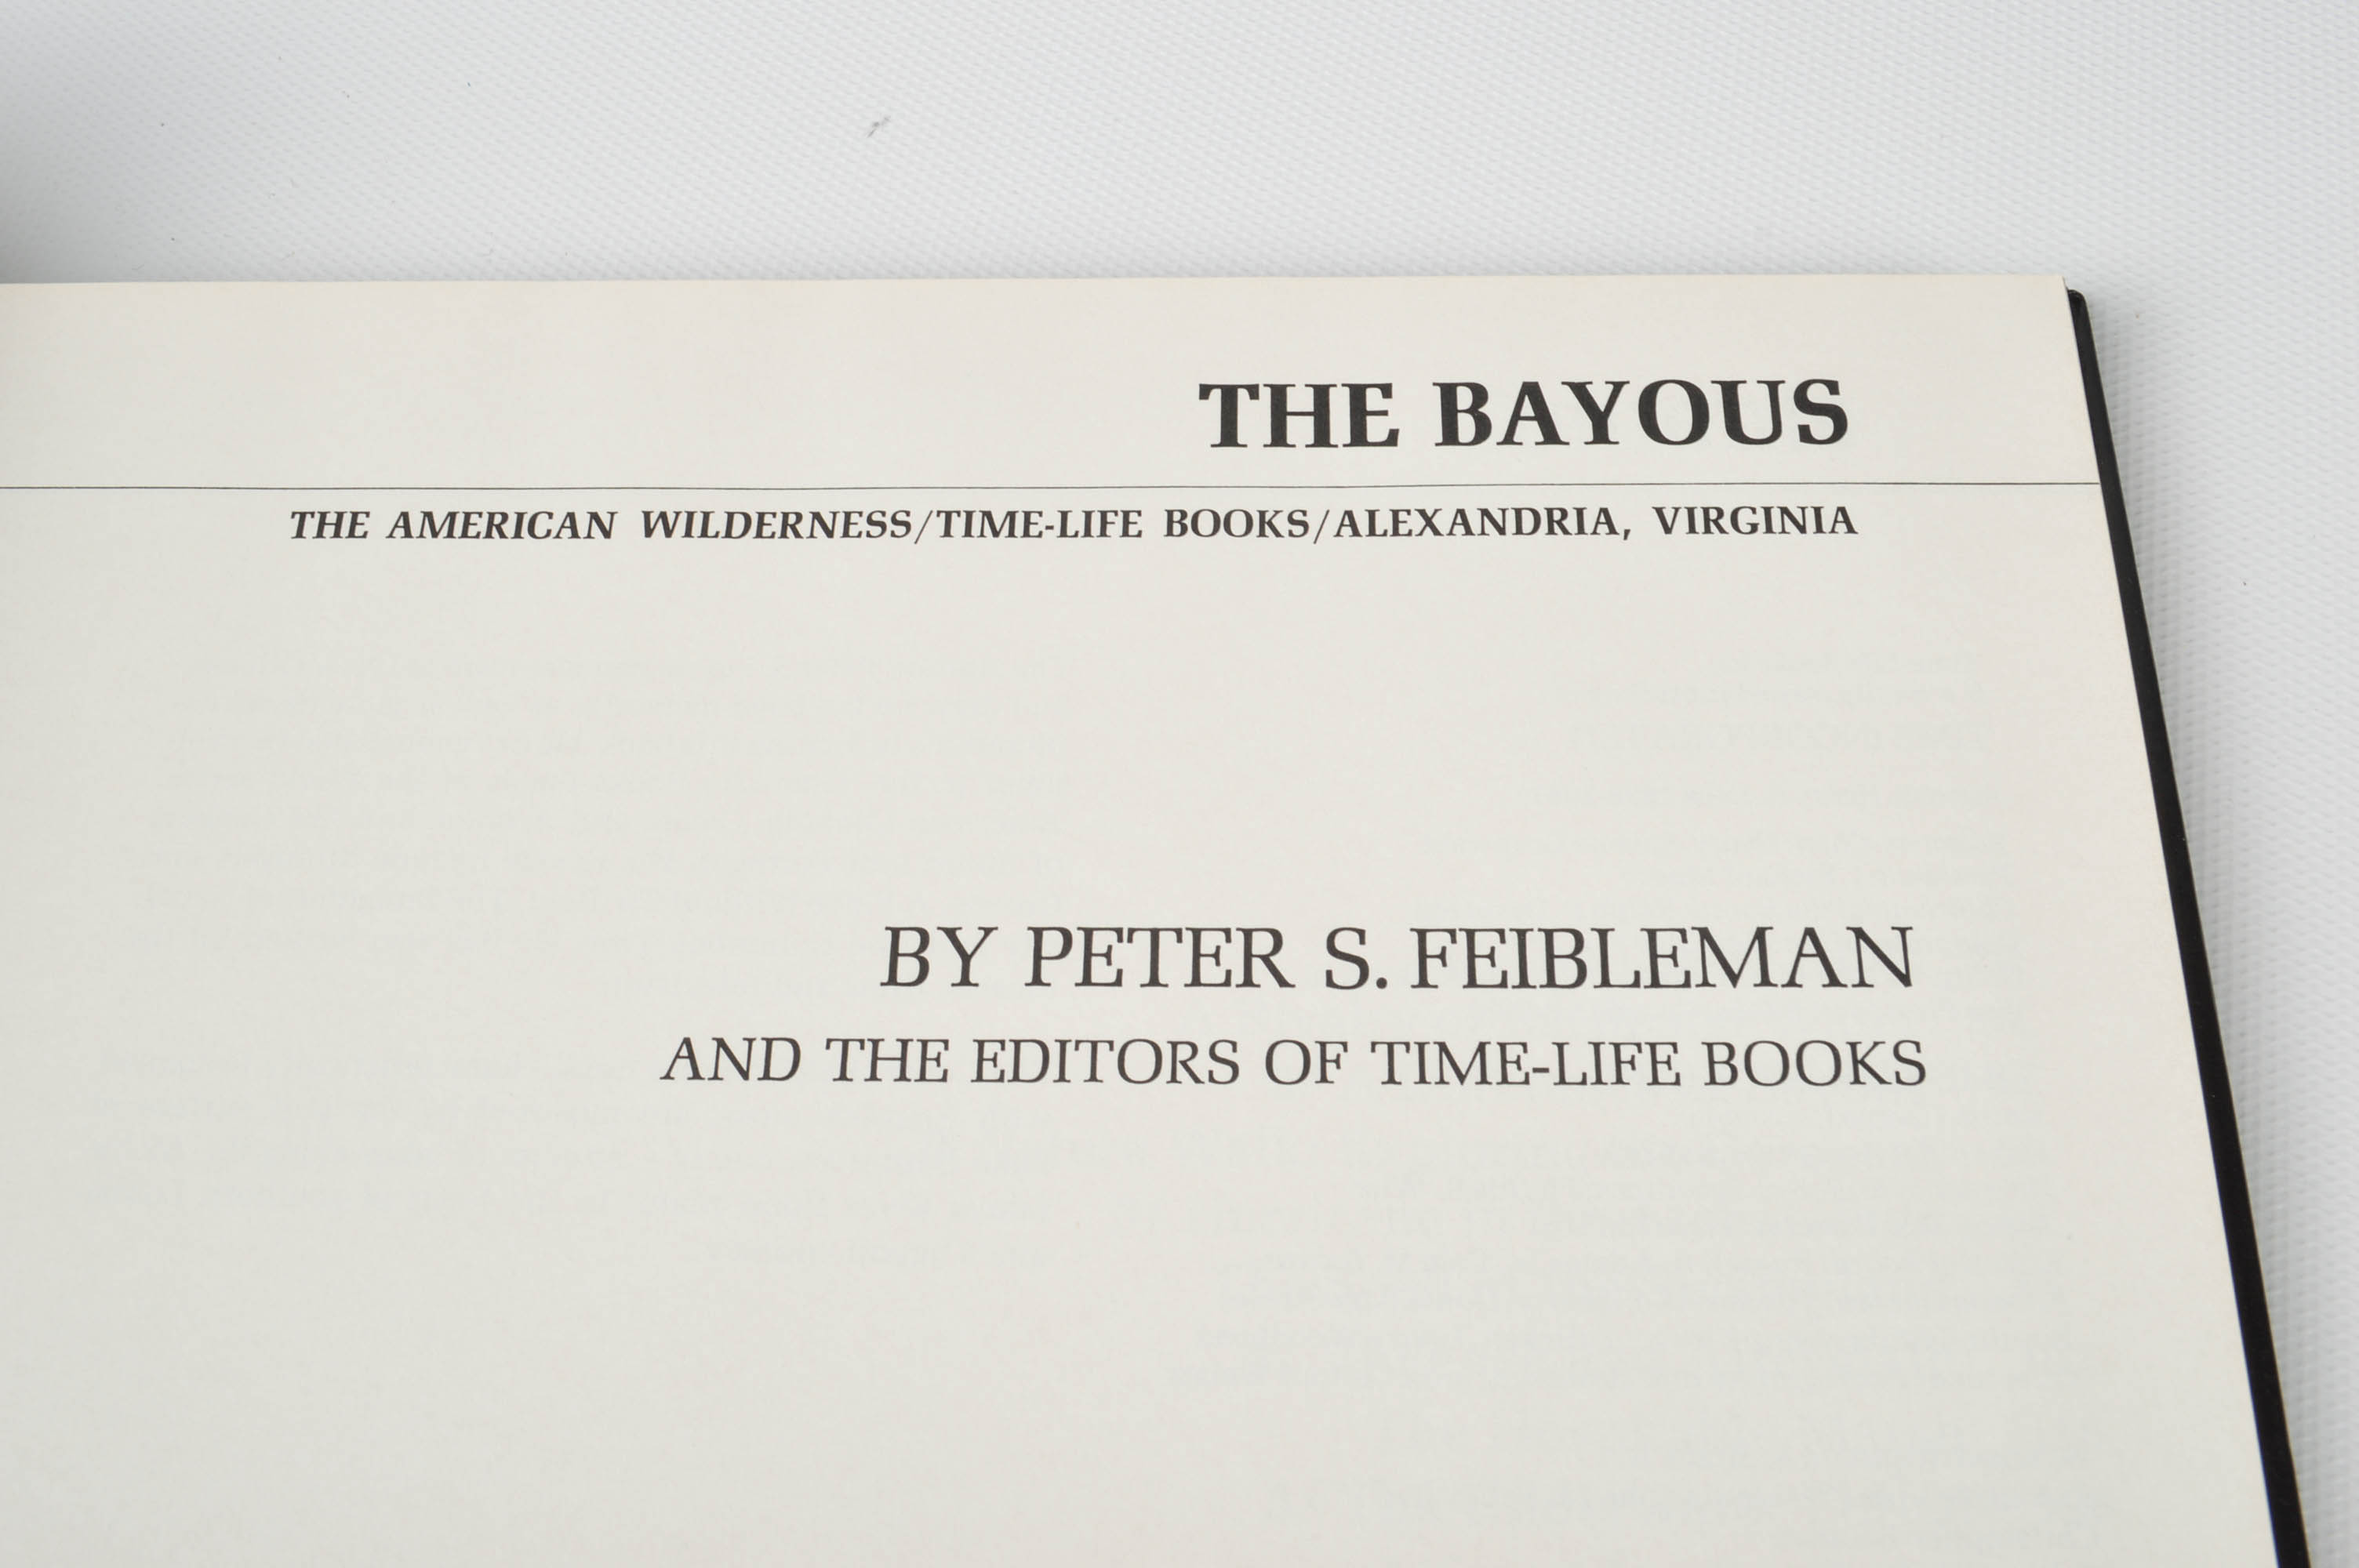 THE BAYOUS
THE AMERICAN WILDERNESS/TIME-LIFE BOOKS/ALEXANDRIA, VIRGINIA
BY PETER S. FEIBLEMAN
AND THE EDITORS OF TIME-LIFE BOOKS